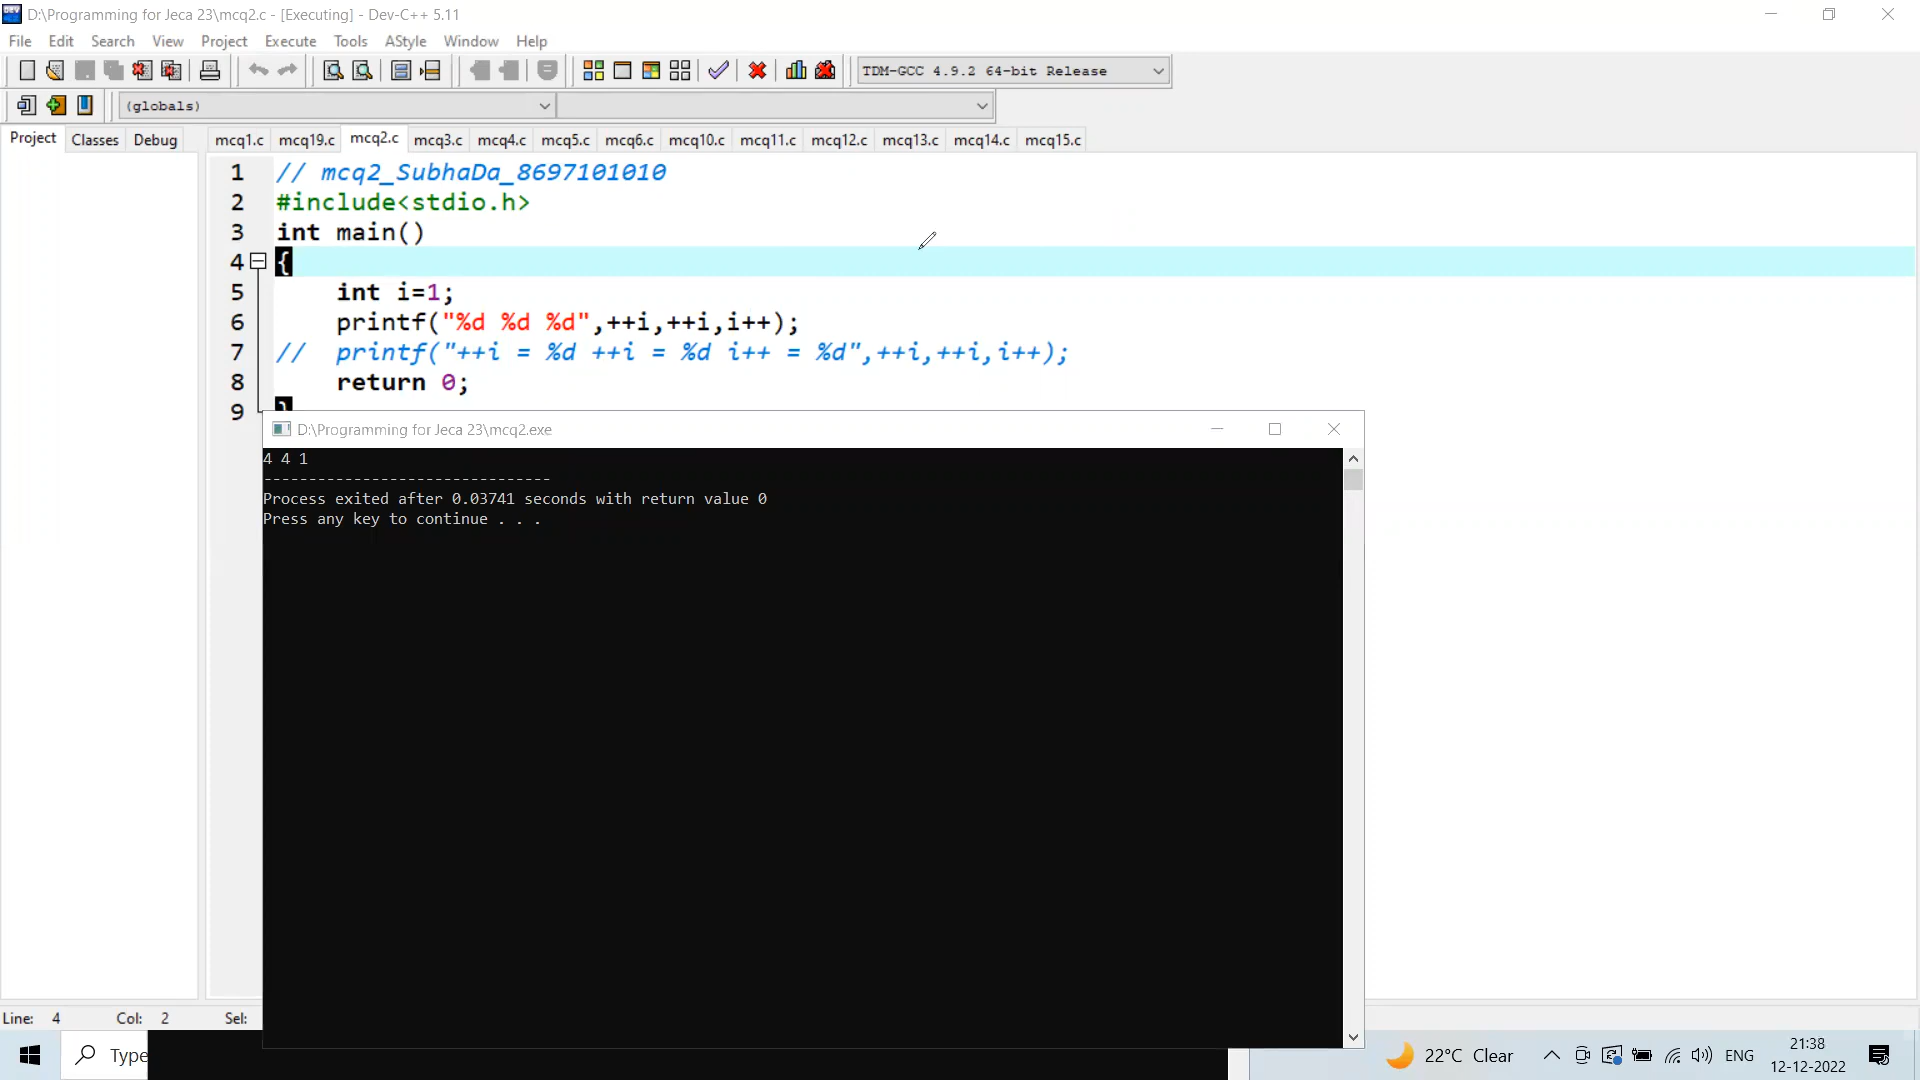 D:\Programming for Jeca 23\mcq2.c - [Executing] - Dev-C++ 5.11
File Edit Search View Project Execute Tools AStyle Window Help
TDM-GCC 4.9.2 64-bit Release
(globals)
Project Classes Debug mcq1.c mcq19.c mcq2.c mcq3.c mcq4.c mcq5.c mcq6.c mcq10.c mcq11.c mcq12.c mcq13.c mcq14.c mcq15.c
1 // mcq2_SubhaDa_8697101010
2 #include<stdio.h>
3 int main()
4 {
5 int i=1;
6 printf("%d %d %d",++i,++i,i++);
7 // printf("++i = %d ++i = %d i++ = %d",++i,++i,i++);
8 return 0;
9 }
D:\Programming for Jeca 23\mcq2.exe
4 4 1
--------------------------------
Process exited after 0.03741 seconds with return value 0
Press any key to continue . . .
Line: 4 Col: 2 Sel:
Type 22°C Clear ENG 21:38
12-12-2022